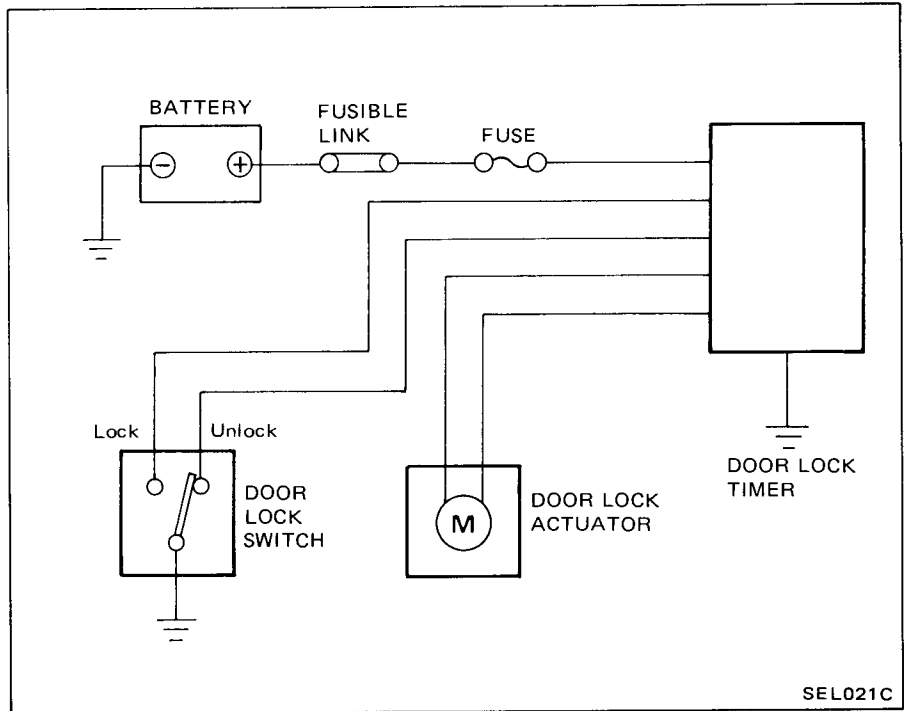 BATTERY
FUSIBLE
LINK
FUSE
Lock
Unlock
DOOR
LOCK
SWITCH
M
DOOR LOCK
ACTUATOR
DOOR LOCK
TIMER
SEL021C